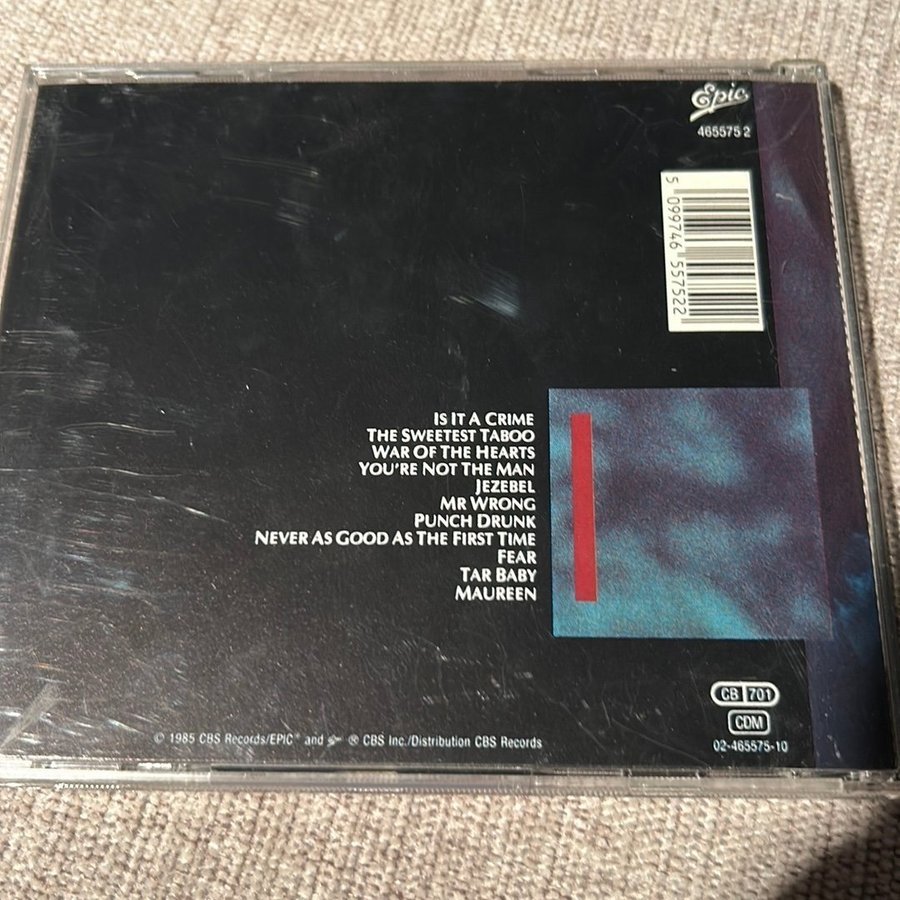 Epic
465575 2
5 099746 557522
IS IT A CRIME
THE SWEETEST TABOO
WAR OF THE HEARTS
YOU'RE NOT THE MAN
JEZEBEL
MR WRONG
PUNCH DRUNK
NEVER AS GOOD AS THE FIRST TIME
FEAR
TAR BABY
MAUREEN
CB 701
CDM
02-465575-10
© 1985 CBS Records/EPIC and ℗ CBS Inc./Distribution CBS Records